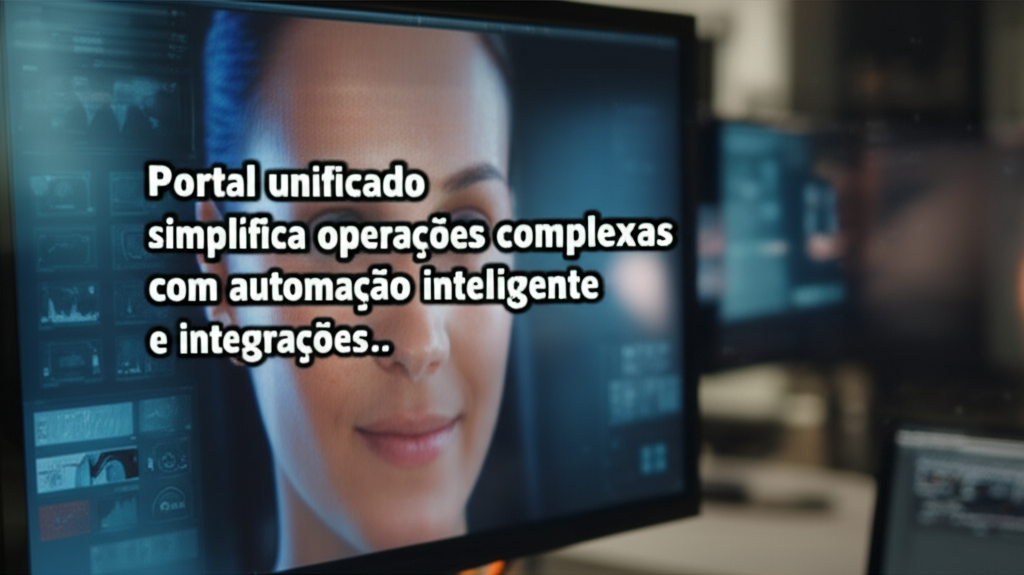 Portal unificado
simplifica operações complexas
com automação inteligente
e integrações..